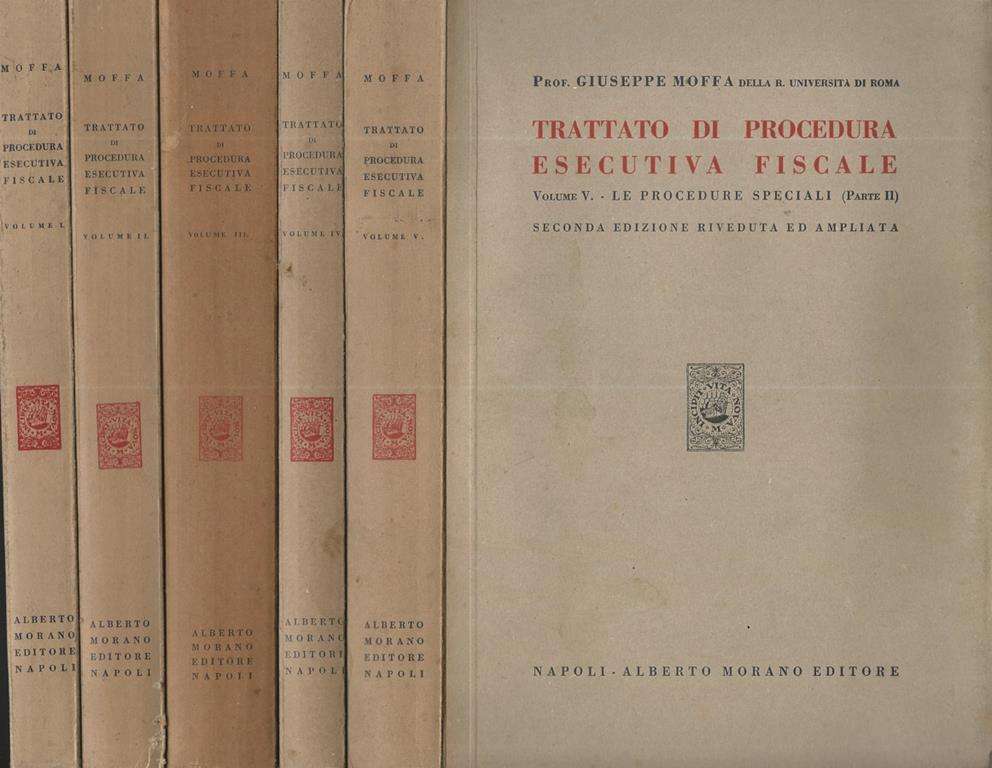 MOFFA
TRATTATO
DI
PROCEDURA
ESECUTIVA
FISCALE
VOLUME I.
ALBERTO
MORANO
EDITORE
NAPOLI
MOFFA
TRATTATO
DI
PROCEDURA
ESECUTIVA
FISCALE
VOLUME II.
ALBERTO
MORANO
EDITORE
NAPOLI
MOFFA
TRATTATO
DI
PROCEDURA
ESECUTIVA
FISCALE
VOLUME III.
ALBERTO
MORANO
EDITORE
NAPOLI
MOFFA
TRATTATO
DI
PROCEDURA
ESECUTIVA
FISCALE
VOLUME IV.
ALBERTO
MORANO
EDITORE
NAPOLI
MOFFA
TRATTATO
DI
PROCEDURA
ESECUTIVA
FISCALE
VOLUME V.
ALBERTO
MORANO
EDITORE
NAPOLI
PROF. GIUSEPPE MOFFA DELLA R. UNIVERSITÀ DI ROMA
TRATTATO DI PROCEDURA
ESECUTIVA FISCALE
VOLUME V. - LE PROCEDURE SPECIALI (PARTE II)
SECONDA EDIZIONE RIVEDUTA ED AMPLIATA
INCIPIT VITA NOVA
M
NAPOLI - ALBERTO MORANO EDITORE